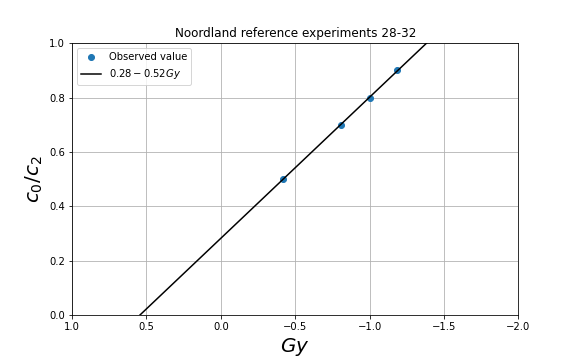 Noordland reference experiments 28-32
Observed value
0.28 − 0.52Gy
c₀/c₂
1.0
0.8
0.6
0.4
0.2
0.0
1.0 0.5 0.0 −0.5 −1.0 −1.5 −2.0
Gy